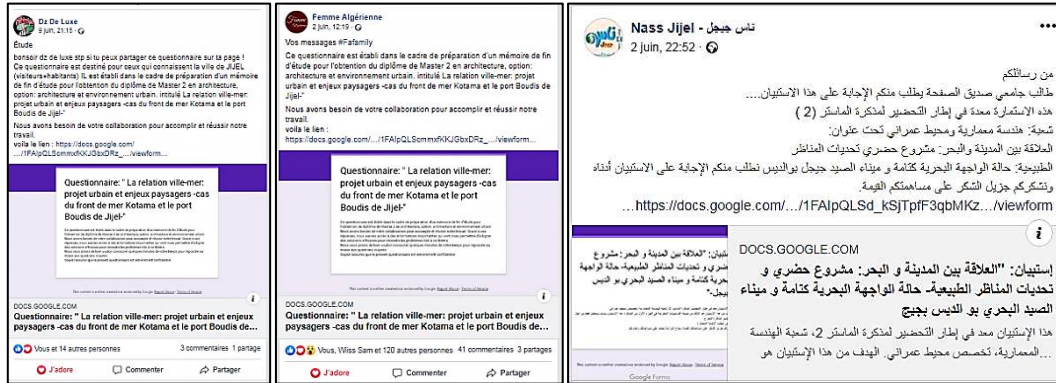 Dz De Luxe
9 juin, 21:15
Étude
bonsoir dz de luxe stp si tu peux partager ce questionnaire sur ta page !
Ce questionnaire est destiné pour ceux qui connaissent la ville de JIJEL
(visiteurs+habitants) IL est établi dans le cadre de préparation d'un mémoire
de fin d'étude pour l'obtention du diplôme de Master 2 en architecture,
option: architecture et environnement urbain. intitulé La relation ville-mer:
projet urbain et enjeux paysagers -cas du front de mer Kotama et le port
Boudis de Jijel-"
Nous avons besoin de votre collaboration pour accomplir et réussir notre
travail.
voila le lien : https://docs.google.com/
Questionnaire: " La relation ville-mer:
projet urbain et enjeux paysagers -cas
du front de mer Kotama et le port
Boudis de Jijel-"
DOCS.GOOGLE.COM
Questionnaire: " La relation ville-mer: projet urbain et enjeux
paysagers -cas du front de mer Kotama et le port Boudis de...
Vous et 14 autres personnes
3 commentaires 1 partage
J'adore
Commenter
Partager
Femme Algérienne
2 juin, 12:19
Vos messages #Fafamily
Ce questionnaire est établi dans le cadre de préparation d'un mémoire de fin
d'étude pour l'obtention du diplôme de Master 2 en architecture, option:
architecture et environnement urbain. intitulé La relation ville-mer: projet
urbain et enjeux paysagers -cas du front de mer Kotama et le port Boudis de
Jijel-"
Nous avons besoin de votre collaboration pour accomplir et réussir notre
travail.
voila le lien :
Questionnaire: " La relation ville-mer:
projet urbain et enjeux paysagers -cas
du front de mer Kotama et le port
Boudis de Jijel-"
DOCS.GOOGLE.COM
Questionnaire: " La relation ville-mer: projet urbain et enjeux
paysagers -cas du front de mer Kotama et le port Boudis de...
Vous, Wiss Sam et 120 autres personnes
41 commentaires 3 partages
J'adore
Commenter
Partager
Nass Jijel - ناس جيجل
2 juin, 22:52
من رسائلكم
طالب جامعي صديق الصفحة يطلب منكم الإجابة على هذا الاستبيان....
هذه الاستمارة معدة في إطار التحضير لمذكرة الماستر (2 )
شعبة: هندسة معمارية ومحيط عمراني تحت عنوان:
العلاقة بين المدينة والبحر: مشروع حضري تحديات المناظر
الطبيعية: حالة الواجهة البحرية كتامة و ميناء الصيد جيجل بوالديس نطلب منكم الإجابة على الاستبيان أدناه
ونشكركم جزيل الشكر على مساهمتكم القيمة.
...https://docs.google.com/.../1FAIpQLSd_kSjTpfF3qbMKz.../viewform
DOCS.GOOGLE.COM
إستبيان: "العلاقة بين المدينة و البحر: مشروع حضري و
تحديات المناظر الطبيعية- حالة الواجهة البحرية كتامة و ميناء
الصيد البحري بو الديس بجيج
هذا الإستبيان معد في إطار التحضير لمذكرة الماستر 2، شعبة الهندسة
...المعمارية، تخصص محيط عمراني. الهدف من هذا الإستبيان هو
Google Forms